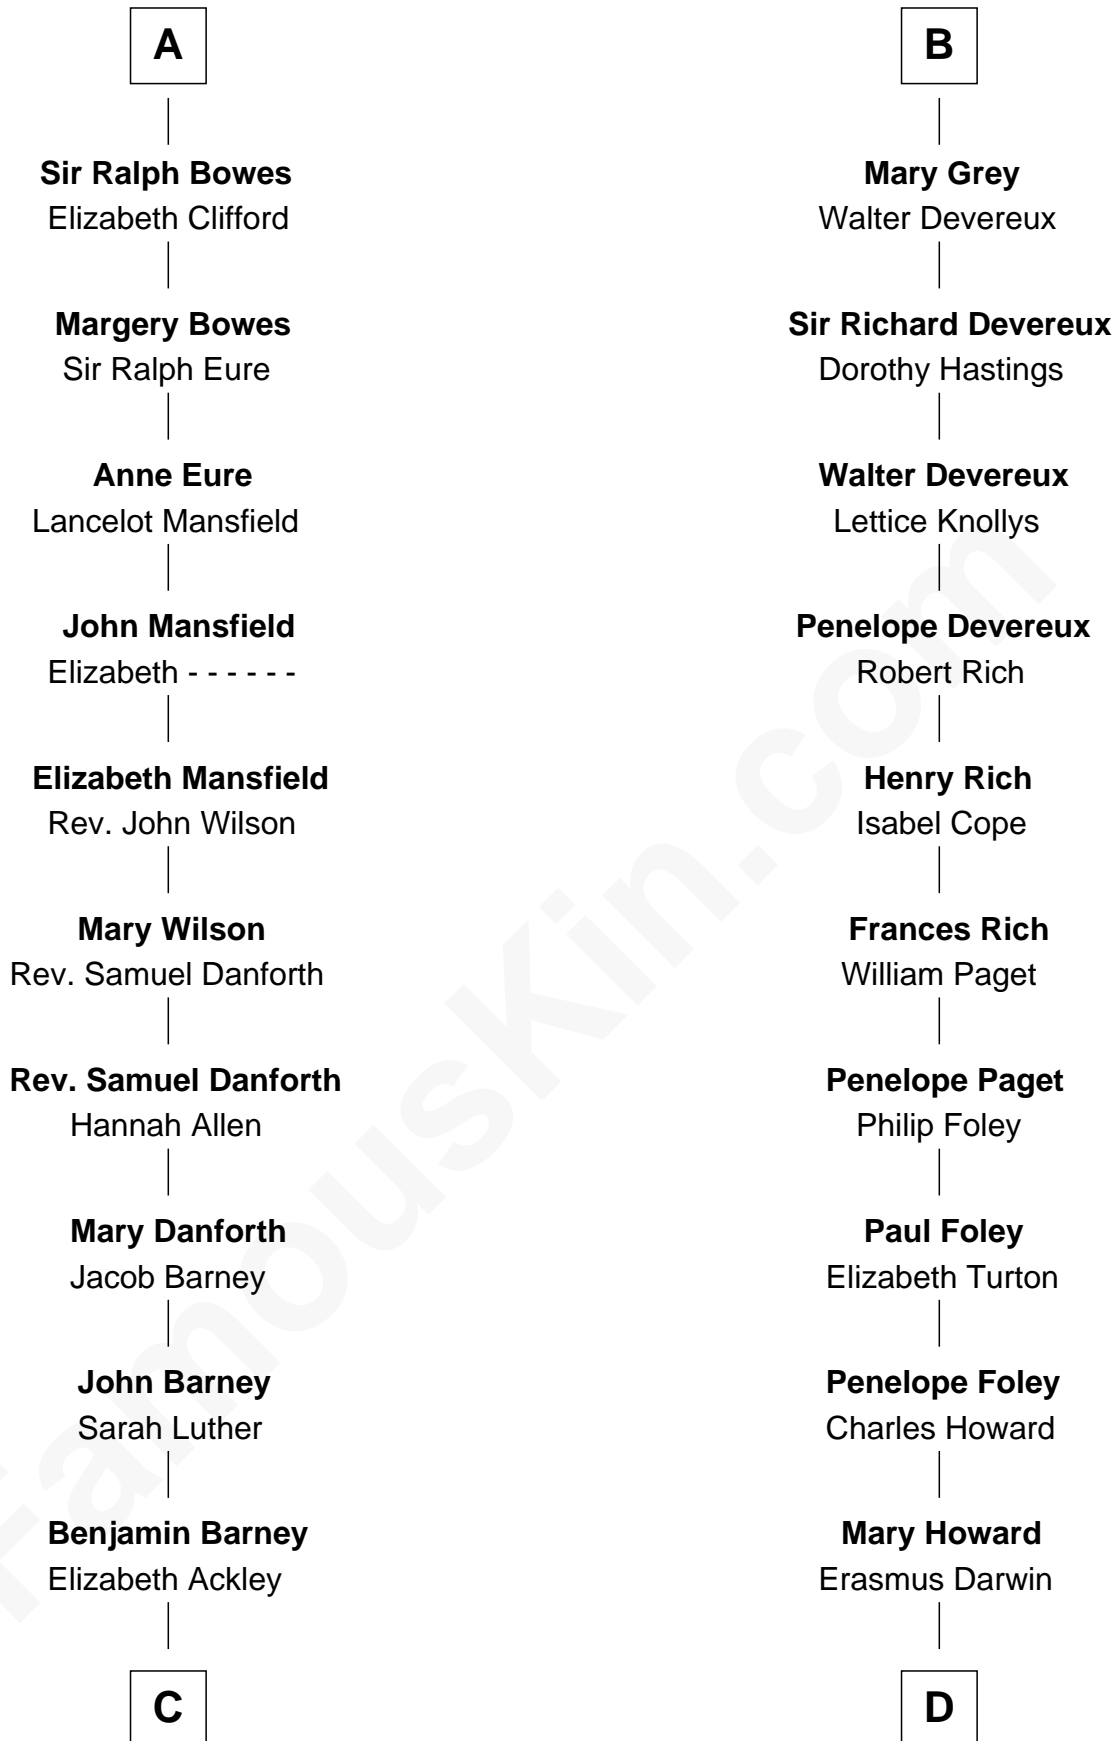 A
Sir Ralph Bowes
Elizabeth Clifford
Margery Bowes
Sir Ralph Eure
Anne Eure
Lancelot Mansfield
John Mansfield
Elizabeth - - - - - -
Elizabeth Mansfield
Rev. John Wilson
Mary Wilson
Rev. Samuel Danforth
Rev. Samuel Danforth
Hannah Allen
Mary Danforth
Jacob Barney
John Barney
Sarah Luther
Benjamin Barney
Elizabeth Ackley
C
B
Mary Grey
Walter Devereux
Sir Richard Devereux
Dorothy Hastings
Walter Devereux
Lettice Knollys
Penelope Devereux
Robert Rich
Henry Rich
Isabel Cope
Frances Rich
William Paget
Penelope Paget
Philip Foley
Paul Foley
Elizabeth Turton
Penelope Foley
Charles Howard
Mary Howard
Erasmus Darwin
D
FamousKin.com